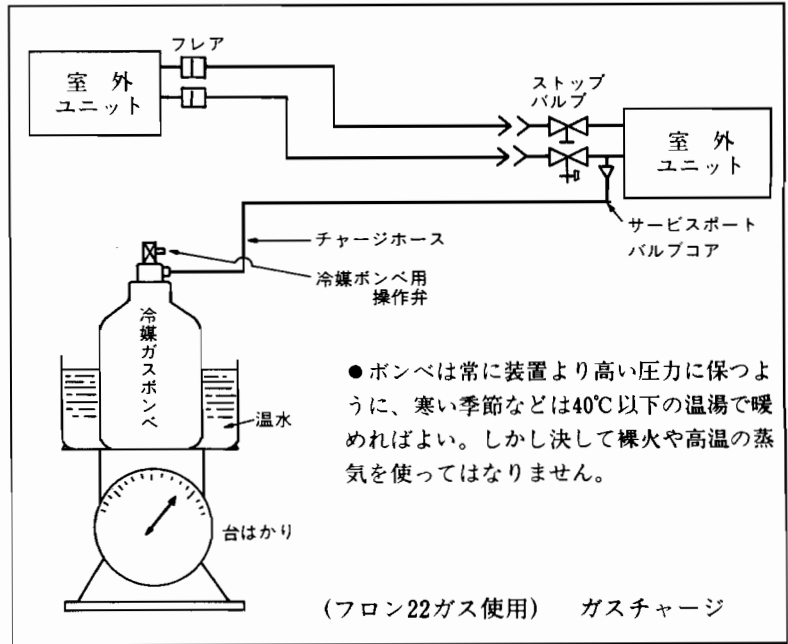 フレア
室 外
ユニット
ストップ
バルブ
室 外
ユニット
サービスポート
バルブコア
チャージホース
冷媒ボンベ用
操作弁
冷媒ガスボンベ
温水
台はかり
●ボンベは常に装置より高い圧力に保つよ
うに、寒い季節などは40℃以下の温湯で暖
めればよい。しかし決して裸火や高温の蒸
気を使ってはなりません。
(フロン22ガス使用) ガスチャージ